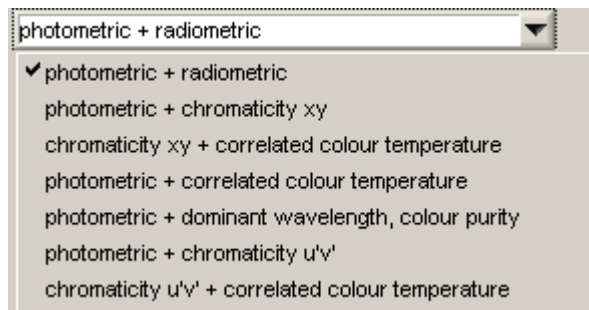 photometric + radiometric
photometric + radiometric
photometric + chromaticity xy
chromaticity xy + correlated colour temperature
photometric + correlated colour temperature
photometric + dominant wavelength, colour purity
photometric + chromaticity u'v'
chromaticity u'v' + correlated colour temperature